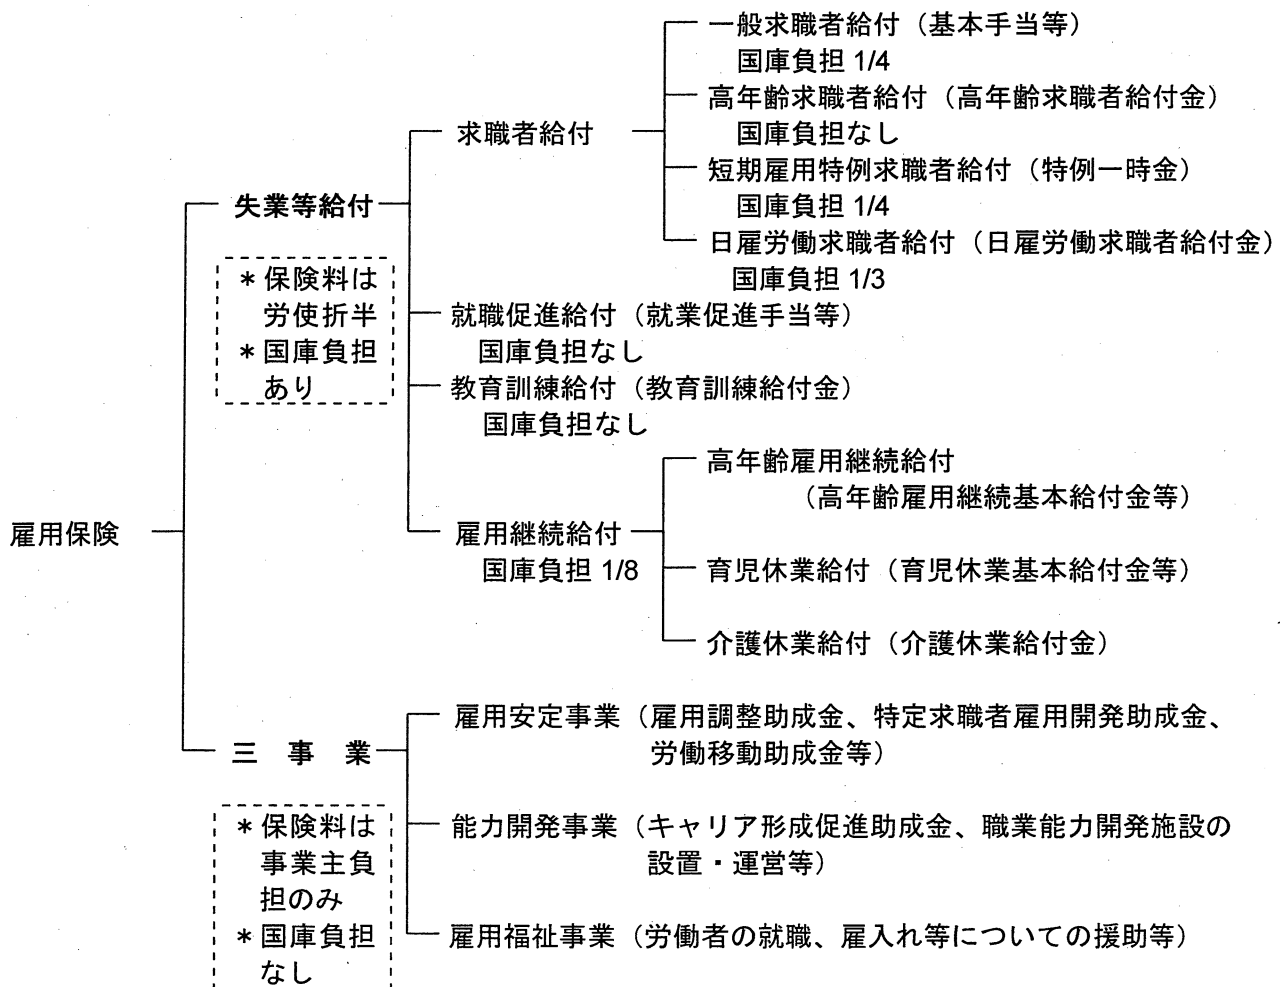 一般求職者給付（基本手当等）
国庫負担 1/4
高年齢求職者給付（高年齢求職者給付金）
国庫負担なし
求職者給付
短期雇用特例求職者給付（特例一時金）
国庫負担 1/4
失業等給付
日雇労働求職者給付（日雇労働求職者給付金）
国庫負担 1/3
＊保険料は
労使折半
＊国庫負担
あり
就職促進給付（就業促進手当等）
国庫負担なし
教育訓練給付（教育訓練給付金）
国庫負担なし
高年齢雇用継続給付
（高年齢雇用継続基本給付金等）
雇用保険
雇用継続給付
国庫負担 1/8
育児休業給付（育児休業基本給付金等）
介護休業給付（介護休業給付金）
雇用安定事業（雇用調整助成金、特定求職者雇用開発助成金、
労働移動助成金等）
三　事　業
＊保険料は
事業主負
担のみ
＊国庫負担
なし
能力開発事業（キャリア形成促進助成金、職業能力開発施設の
設置・運営等）
雇用福祉事業（労働者の就職、雇入れ等についての援助等）